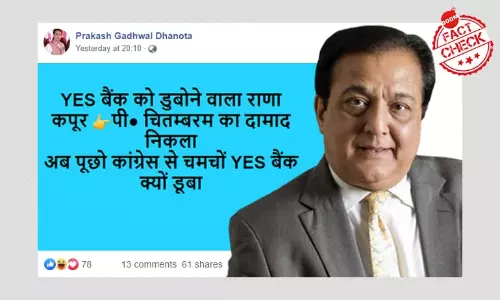 Prakash Gadhwal Dhanota
Yesterday at 20:10 ·
YES बैंक को डुबोने वाला राणा
कपूर 👉पी● चितम्बरम का दामाद
निकला
अब पूछो कांग्रेस से चमचों YES बैंक
क्यों डूबा
78
13 comments 61 shares
BOOM
FACT
CHECK